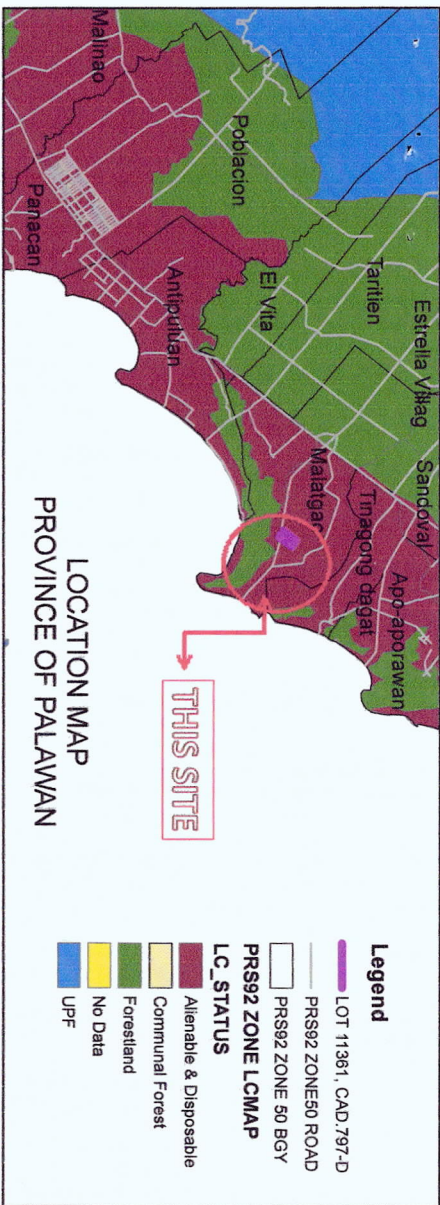 Malinao
Poblacion
Panacan
Antipuluan
El Vita
Taritien
Estrella Villag
Sandoval
Malatgao
Tinagong dagat
Apo-aporawan
THIS SITE
LOCATION MAP
PROVINCE OF PALAWAN
Legend
LOT 11361, CAD.797-D
PRS92 ZONE50 ROAD
PRS92 ZONE 50 BGY
PRS92 ZONE LCMAP
LC_STATUS
Alienable & Disposable
Communal Forest
Forestland
No Data
UPF